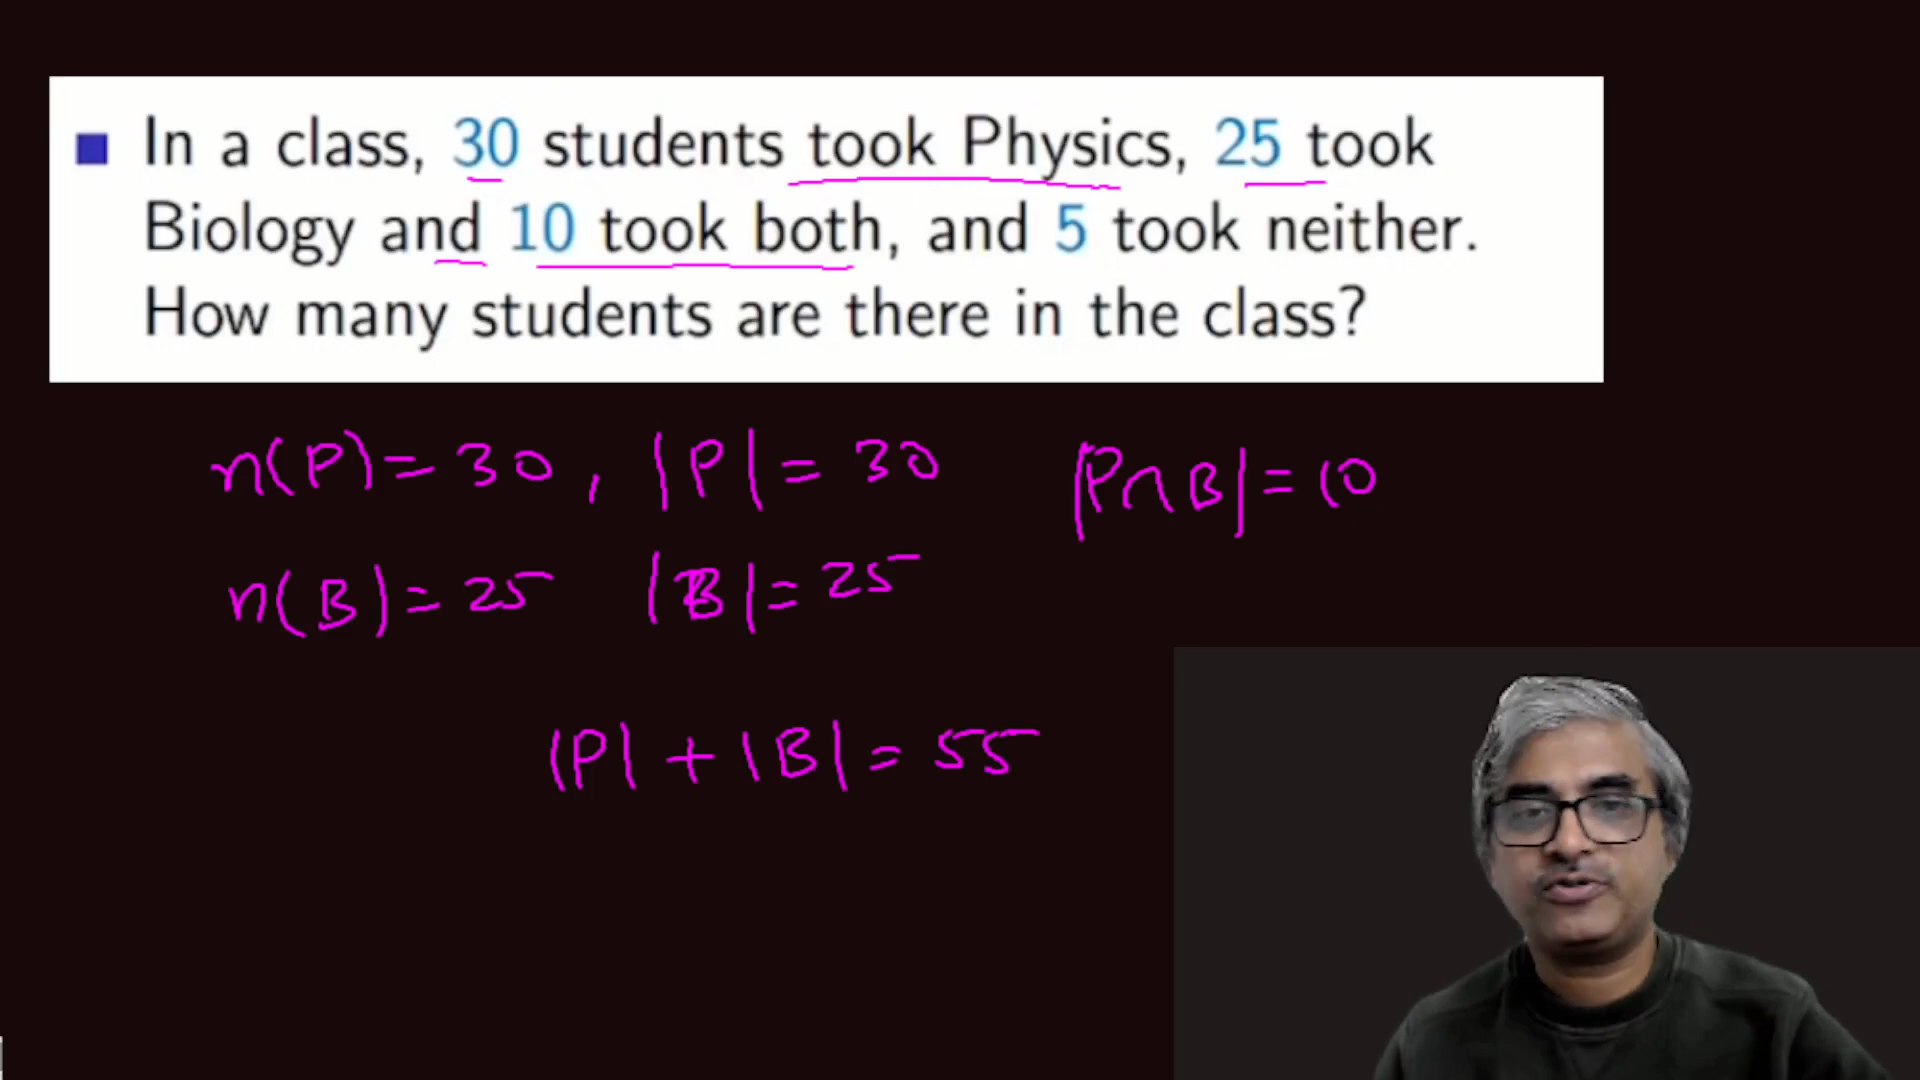 In a class, 30 students took Physics, 25 took
Biology and 10 took both, and 5 took neither.
How many students are there in the class?
n(P) = 30, |P| = 30 |P∩B| = 10
n(B) = 25 |B| = 25
|P| + |B| = 55